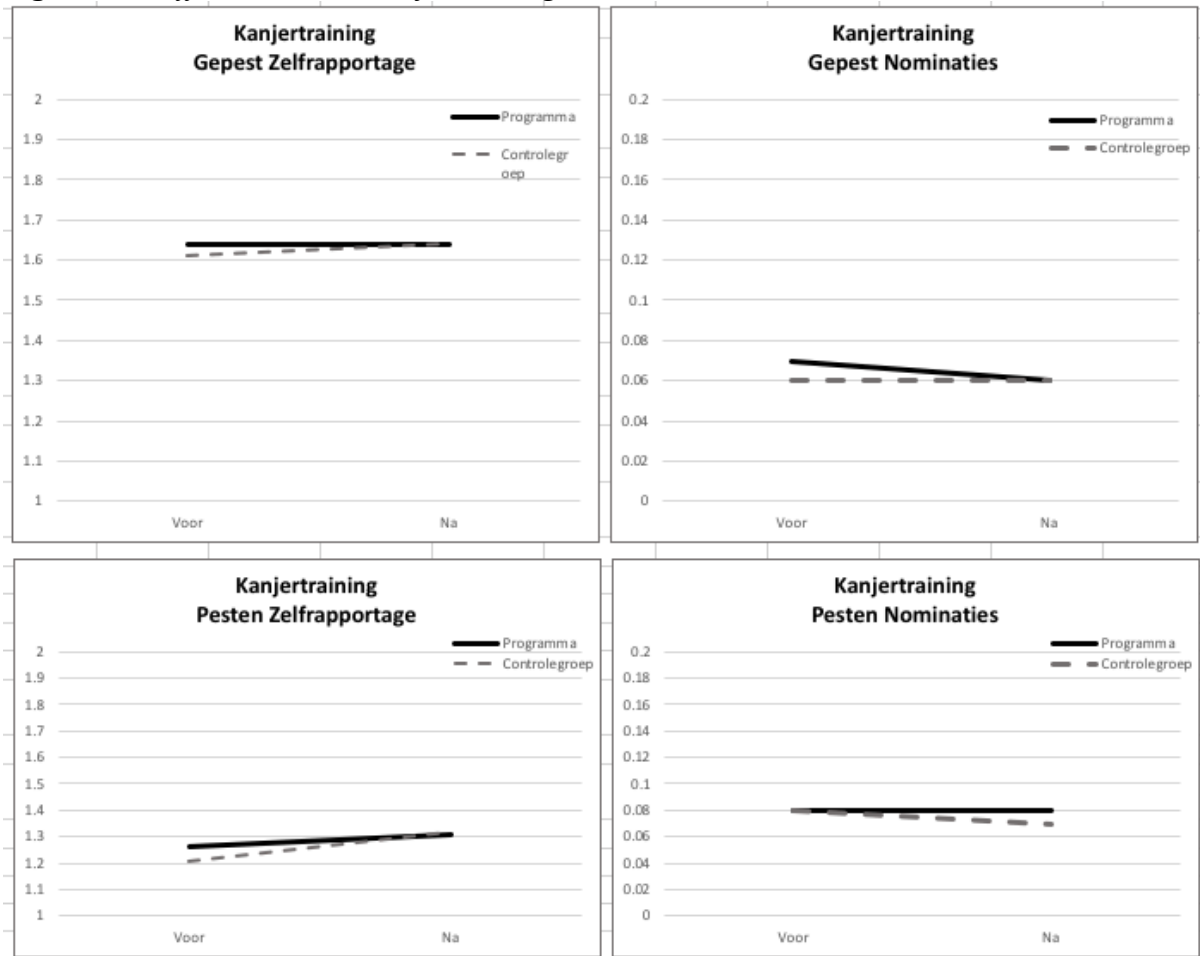 Kanjertraining
Gepest Zelfrapportage
Programma
Controlegr
oep
2
1.9
1.8
1.7
1.6
1.5
1.4
1.3
1.2
1.1
1
Voor Na
Kanjertraining
Gepest Nominaties
Programma
Controlegroep
0.2
0.18
0.16
0.14
0.12
0.1
0.08
0.06
0.04
0.02
0
Voor Na
Kanjertraining
Pesten Zelfrapportage
Programma
Controlegroep
2
1.9
1.8
1.7
1.6
1.5
1.4
1.3
1.2
1.1
1
Voor Na
Kanjertraining
Pesten Nominaties
Programma
Controlegroep
0.2
0.18
0.16
0.14
0.12
0.1
0.08
0.06
0.04
0.02
0
Voor Na